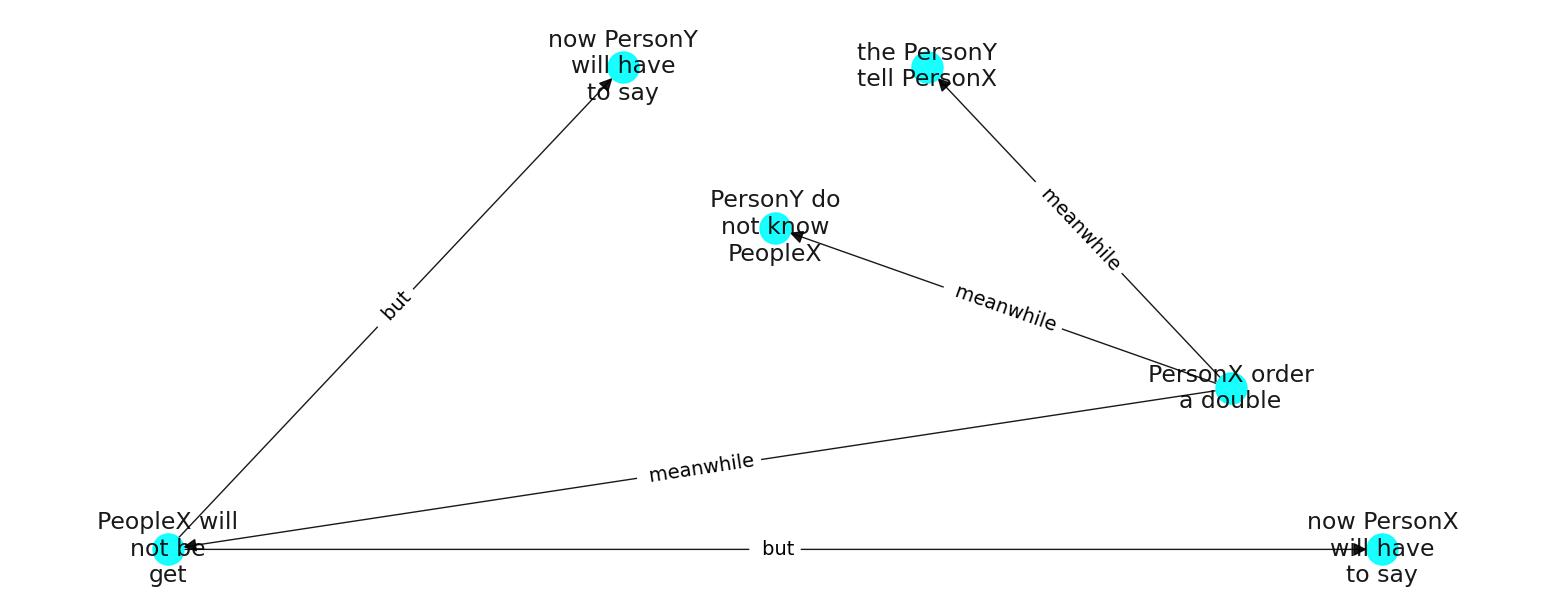 now PersonY
will have
to say
the PersonY
tell PersonX
meanwhile
PersonY do
not know
PeopleX
meanwhile
but
PersonX order
a double
meanwhile
PeopleX will
not be
get
but
now PersonX
will have
to say